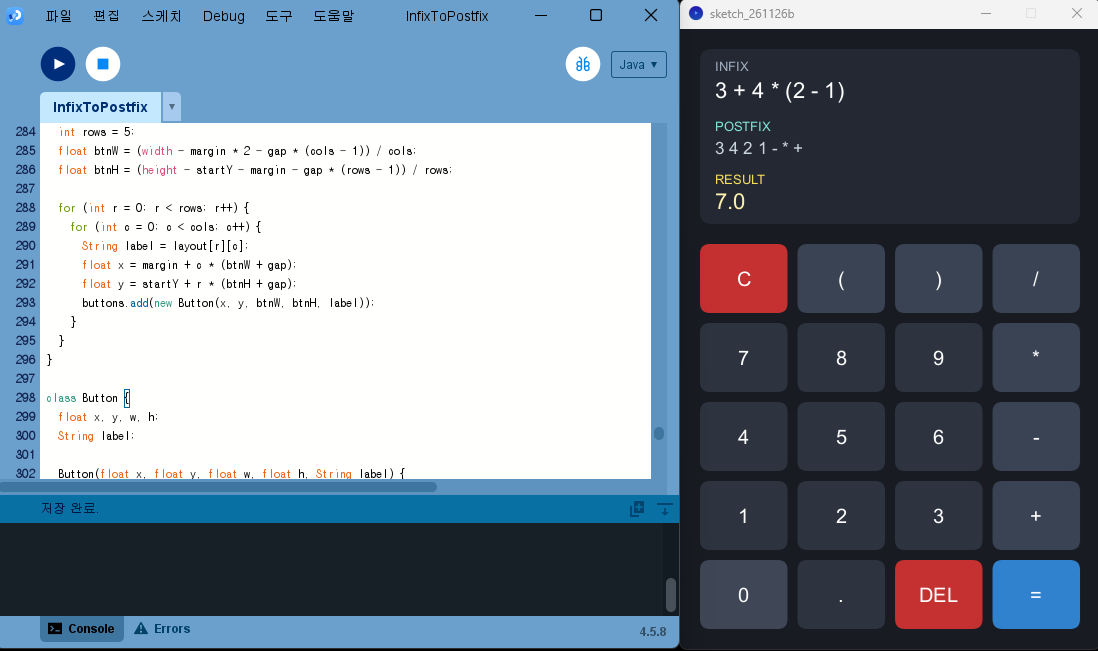 파일 편집 스케치 Debug 도구 도움말 InfixToPostfix
Java ▼
InfixToPostfix ▼
284 int rows = 5;
285 float btnW = (width - margin * 2 - gap * (cols - 1)) / cols;
286 float btnH = (height - startY - margin - gap * (rows - 1)) / rows;
287
288 for (int r = 0; r < rows; r++) {
289 for (int c = 0; c < cols; c++) {
290 String label = layout[r][c];
291 float x = margin + c * (btnW + gap);
292 float y = startY + r * (btnH + gap);
293 buttons.add(new Button(x, y, btnW, btnH, label));
294 }
295 }
296 }
297
298 class Button {
299 float x, y, w, h;
300 String label;
301
302 Button(float x, float y, float w, float h, String label) {
저장 완료.
Console Errors
4.5.8
sketch_261126b
INFIX
3 + 4 * (2 - 1)
POSTFIX
3 4 2 1 - * +
RESULT
7.0
C ( ) /
7 8 9 *
4 5 6 -
1 2 3 +
0 . DEL =